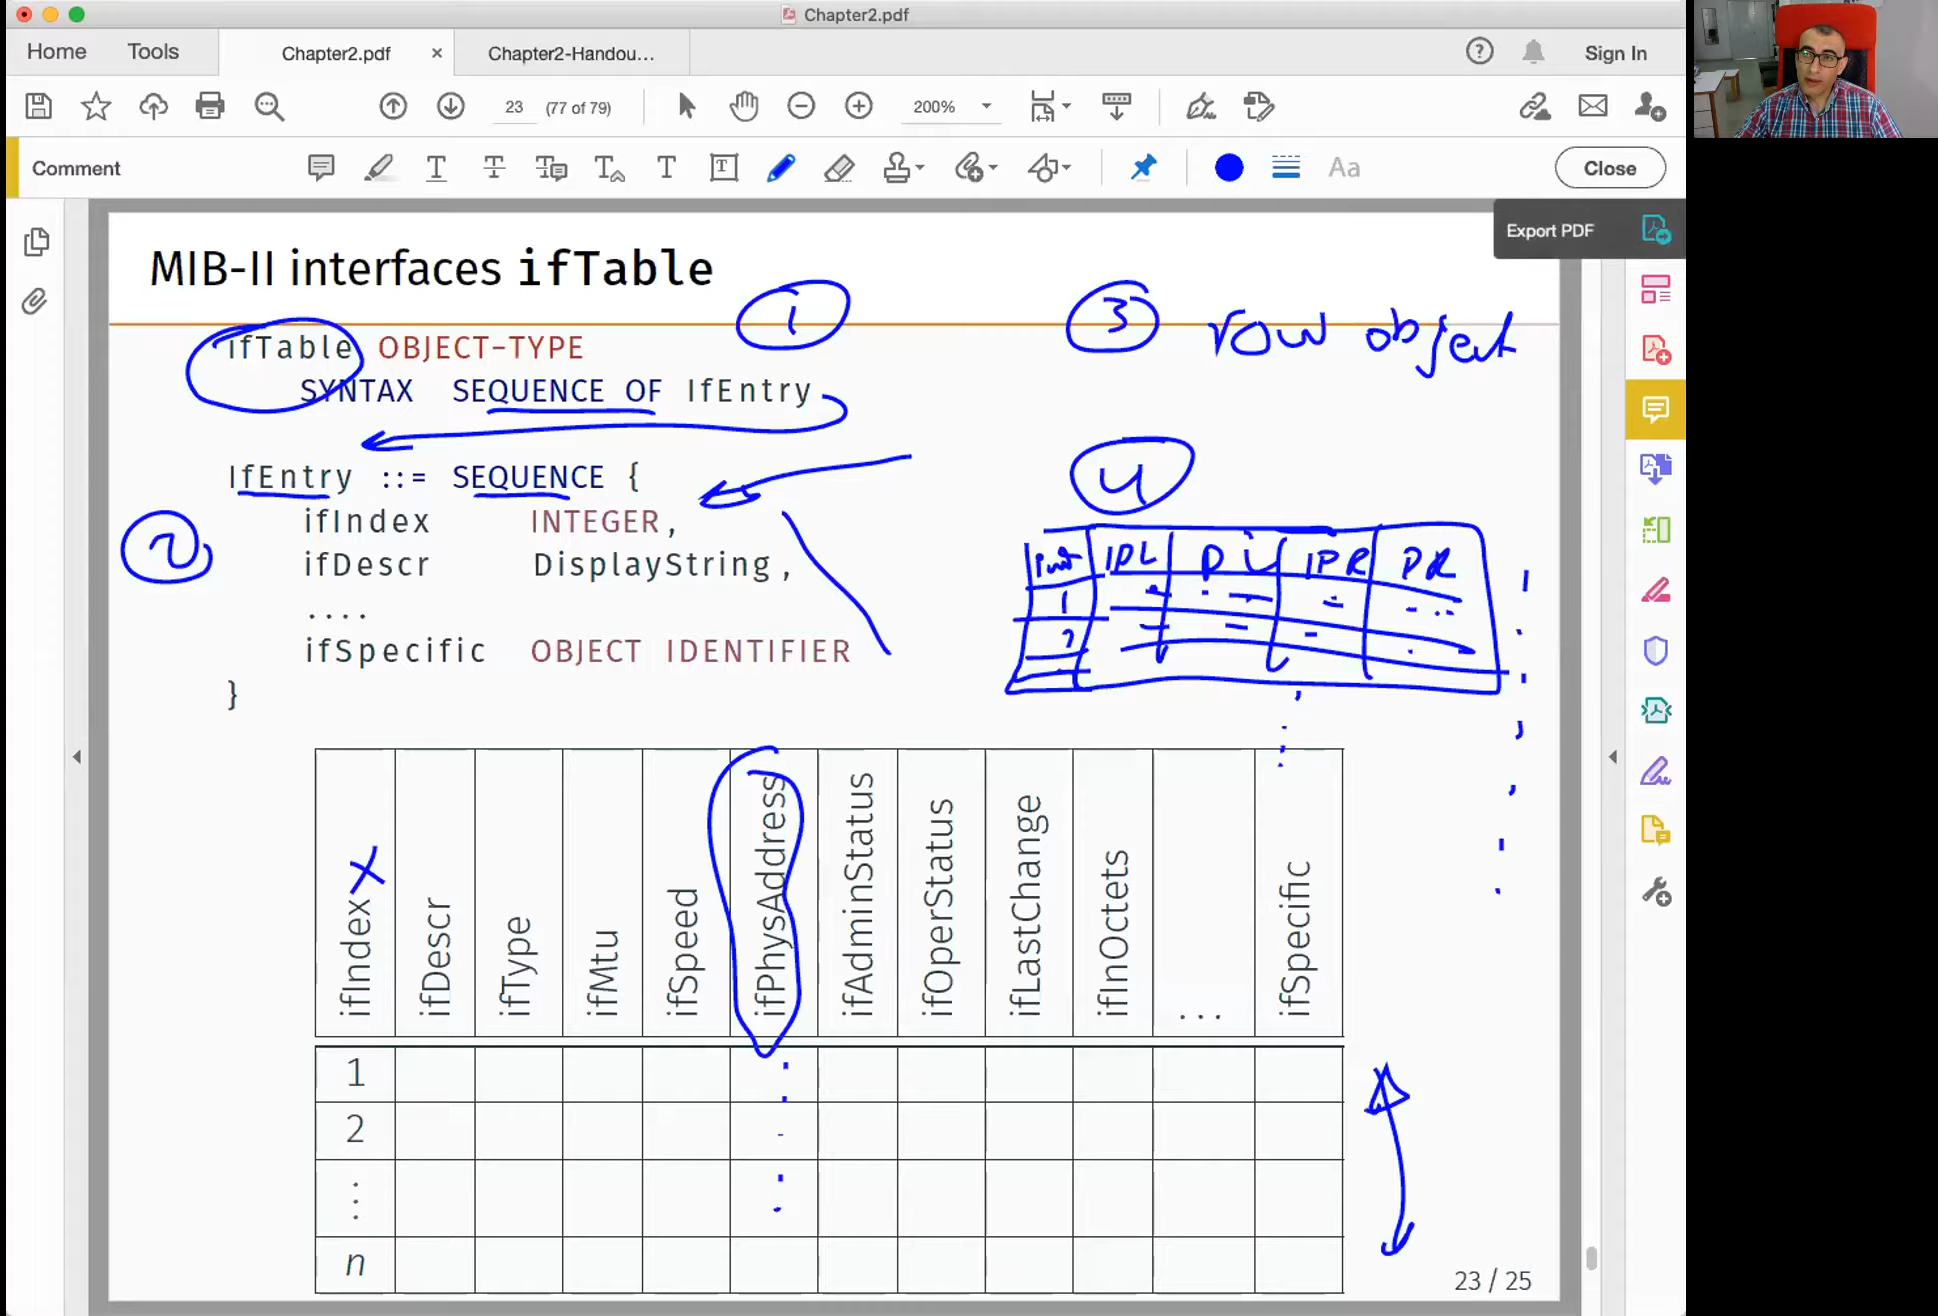 Chapter2.pdf
Home Tools Chapter2.pdf × Chapter2-Handou... Sign In
23 (77 of 79) 200%
Comment Aa Close
Export PDF
MIB-II interfaces ifTable
1
3 row object
ifTable OBJECT-TYPE
SYNTAX SEQUENCE OF IfEntry
4
IfEntry ::= SEQUENCE {
2
ifIndex INTEGER,
ifDescr DisplayString,
....
ifSpecific OBJECT IDENTIFIER
}
IPL PL IPR PR
1
2
ifIndex X ifDescr ifType ifMtu ifSpeed ifPhysAddress ifAdminStatus ifOperStatus ifLastChange ifInOctets ... ifSpecific
1
2
⋮
n
23 / 25